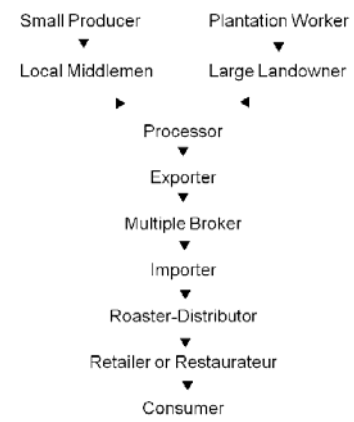 Small Producer Plantation Worker
Local Middlemen Large Landowner
Processor
Exporter
Multiple Broker
Importer
Roaster-Distributor
Retailer or Restaurateur
Consumer